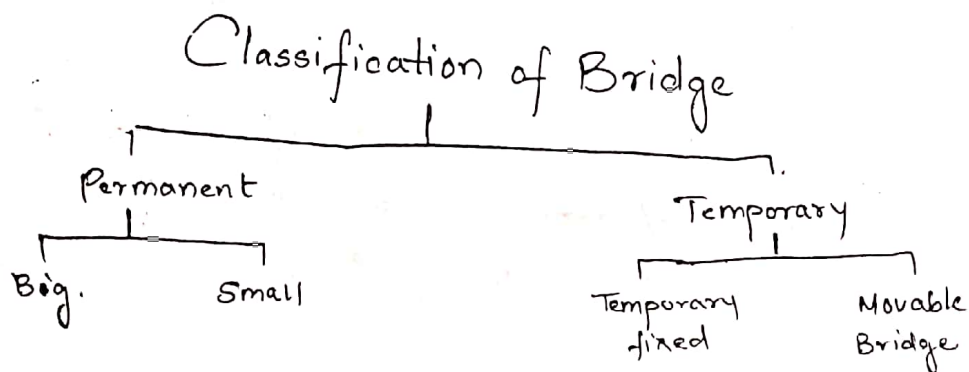 Classification of Bridge
Permanent
Temporary
Big.
Small
Temporary
fixed
Movable
Bridge